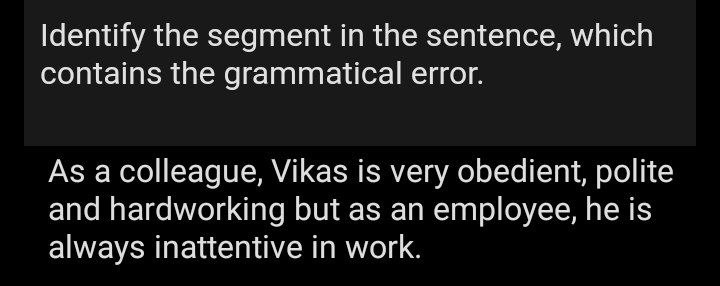 Identify the segment in the sentence, which
contains the grammatical error.
As a colleague, Vikas is very obedient, polite
and hardworking but as an employee, he is
always inattentive in work.